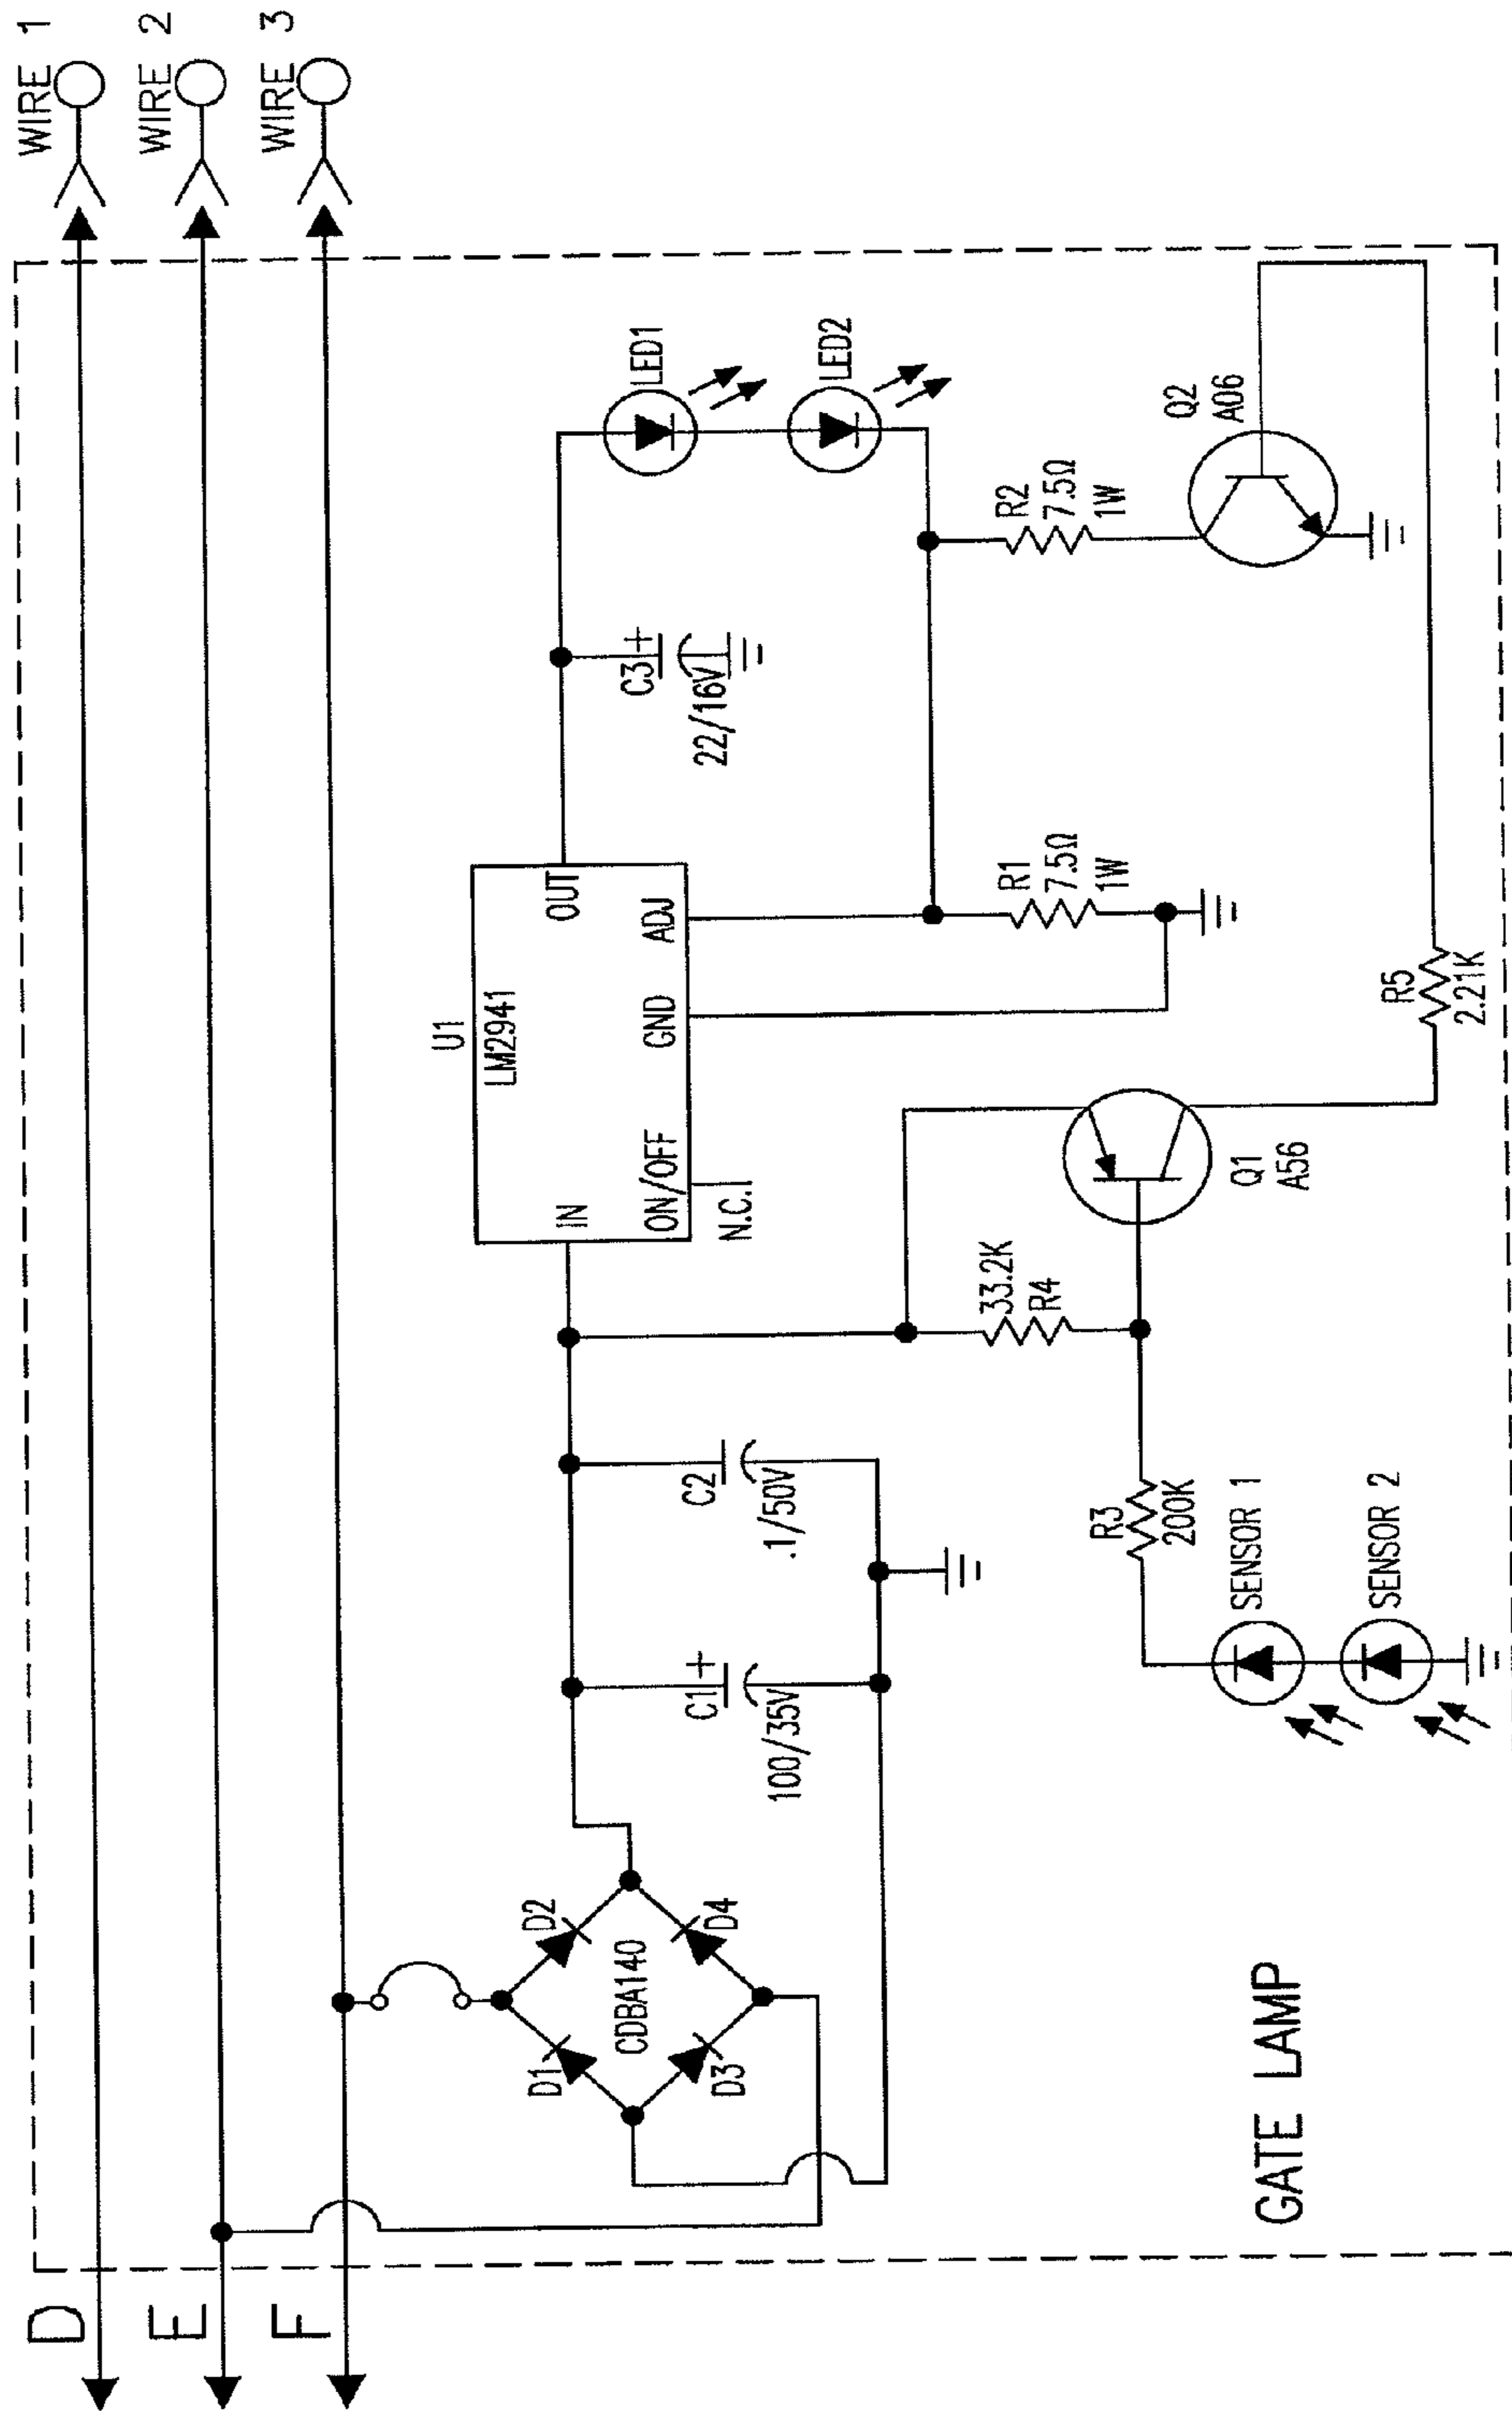 WIRE 1
WIRE 2
WIRE 3
D
E
F
U1
LM2941
IN
OUT
ON/OFF
GND
ADJ
N.C.
C3
+
22/16V
LED1
LED2
R2
7.5Ω
1W
Q2
A06
R1
7.5Ω
1W
R5
2.21K
Q1
A56
33.2K
R4
C2
.1/50V
C1
+
100/35V
R3
200K
SENSOR 1
SENSOR 2
D2
D4
CDBA140
D1
D3
GATE LAMP